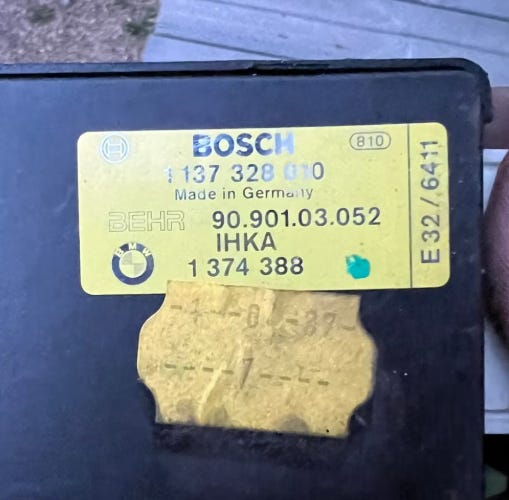 BOSCH
810
1 137 328 010
Made in Germany
BEHR 90.901.03.052
IHKA
BMW
1 374 388
E 32/6411